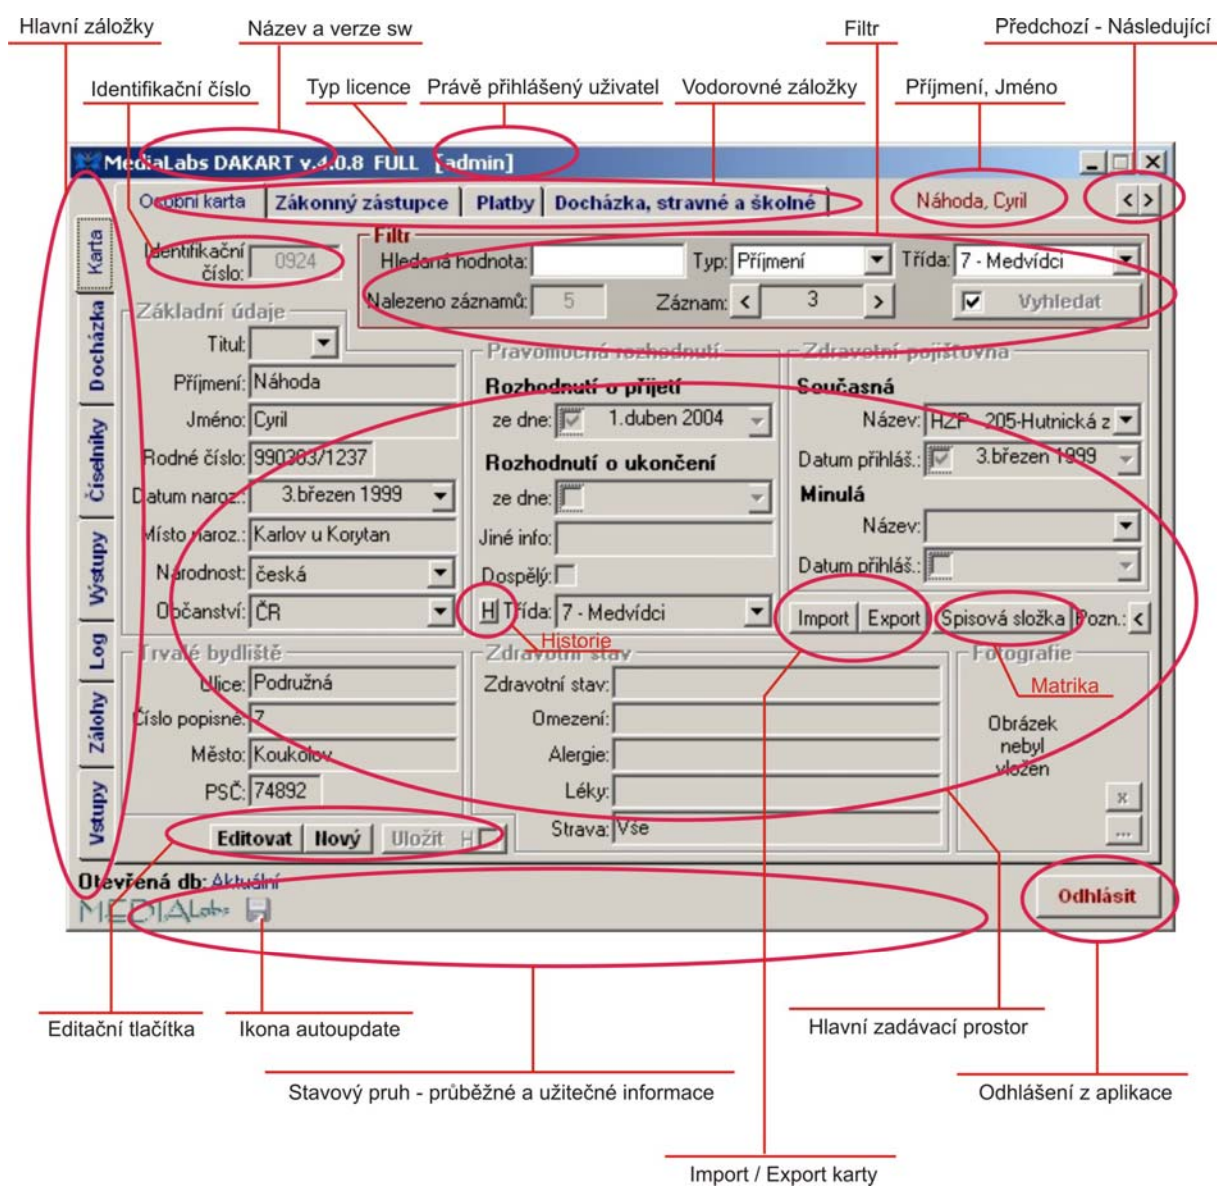 Hlavní záložky
Název a verze sw
Filtr
Předchozí - Následující
Identifikační číslo
Typ licence
Právě přihlášený uživatel
Vodorovné záložky
Příjmení, Jméno
MediaLabs DAKART v.4.0.8 FULL [admin]
Osobní karta
Zákonný zástupce
Platby
Docházka, stravné a školné
Náhoda, Cyril
< >
Karta
Docházka
Číselníky
Výstupy
Log
Zálohy
Vstupy
Identifikační
číslo: 0924
Filtr
Hledaná hodnota:
Typ: Příjmení
Třída: 7 - Medvídci
Nalezeno záznamů: 5
Záznam: < 3 >
Vyhledat
Základní údaje
Titul:
Příjmení: Náhoda
Jméno: Cyril
Rodné číslo: 990303/1237
Datum naroz.: 3.březen 1999
Místo naroz.: Karlov u Korytan
Národnost: česká
Občanství: ČR
Pravomocná rozhodnutí
Rozhodnutí o přijetí
ze dne: 1.duben 2004
Rozhodnutí o ukončení
ze dne:
Jiné info:
Dospělý:
H Třída: 7 - Medvídci
Historie
Zdravotní pojišťovna
Současná
Název: HZP - 205-Hutnická z
Datum přihláš.: 3.březen 1999
Minulá
Název:
Datum přihláš.:
Import Export Spisová složka Pozn.: <
Matrika
Trvalé bydliště
Ulice: Podružná
Číslo popisné: 7
Město: Koukolov
PSČ: 74892
Zdravotní stav
Zdravotní stav:
Omezení:
Alergie:
Léky:
Strava: Vše
Fotografie
Obrázek
nebyl
vložen
x
...
Editovat Nový Uložit H
Otevřená db: Aktuální
MEDIALabs
Odhlásit
Editační tlačítka
Ikona autoupdate
Hlavní zadávací prostor
Stavový pruh - průběžné a užitečné informace
Odhlášení z aplikace
Import / Export karty